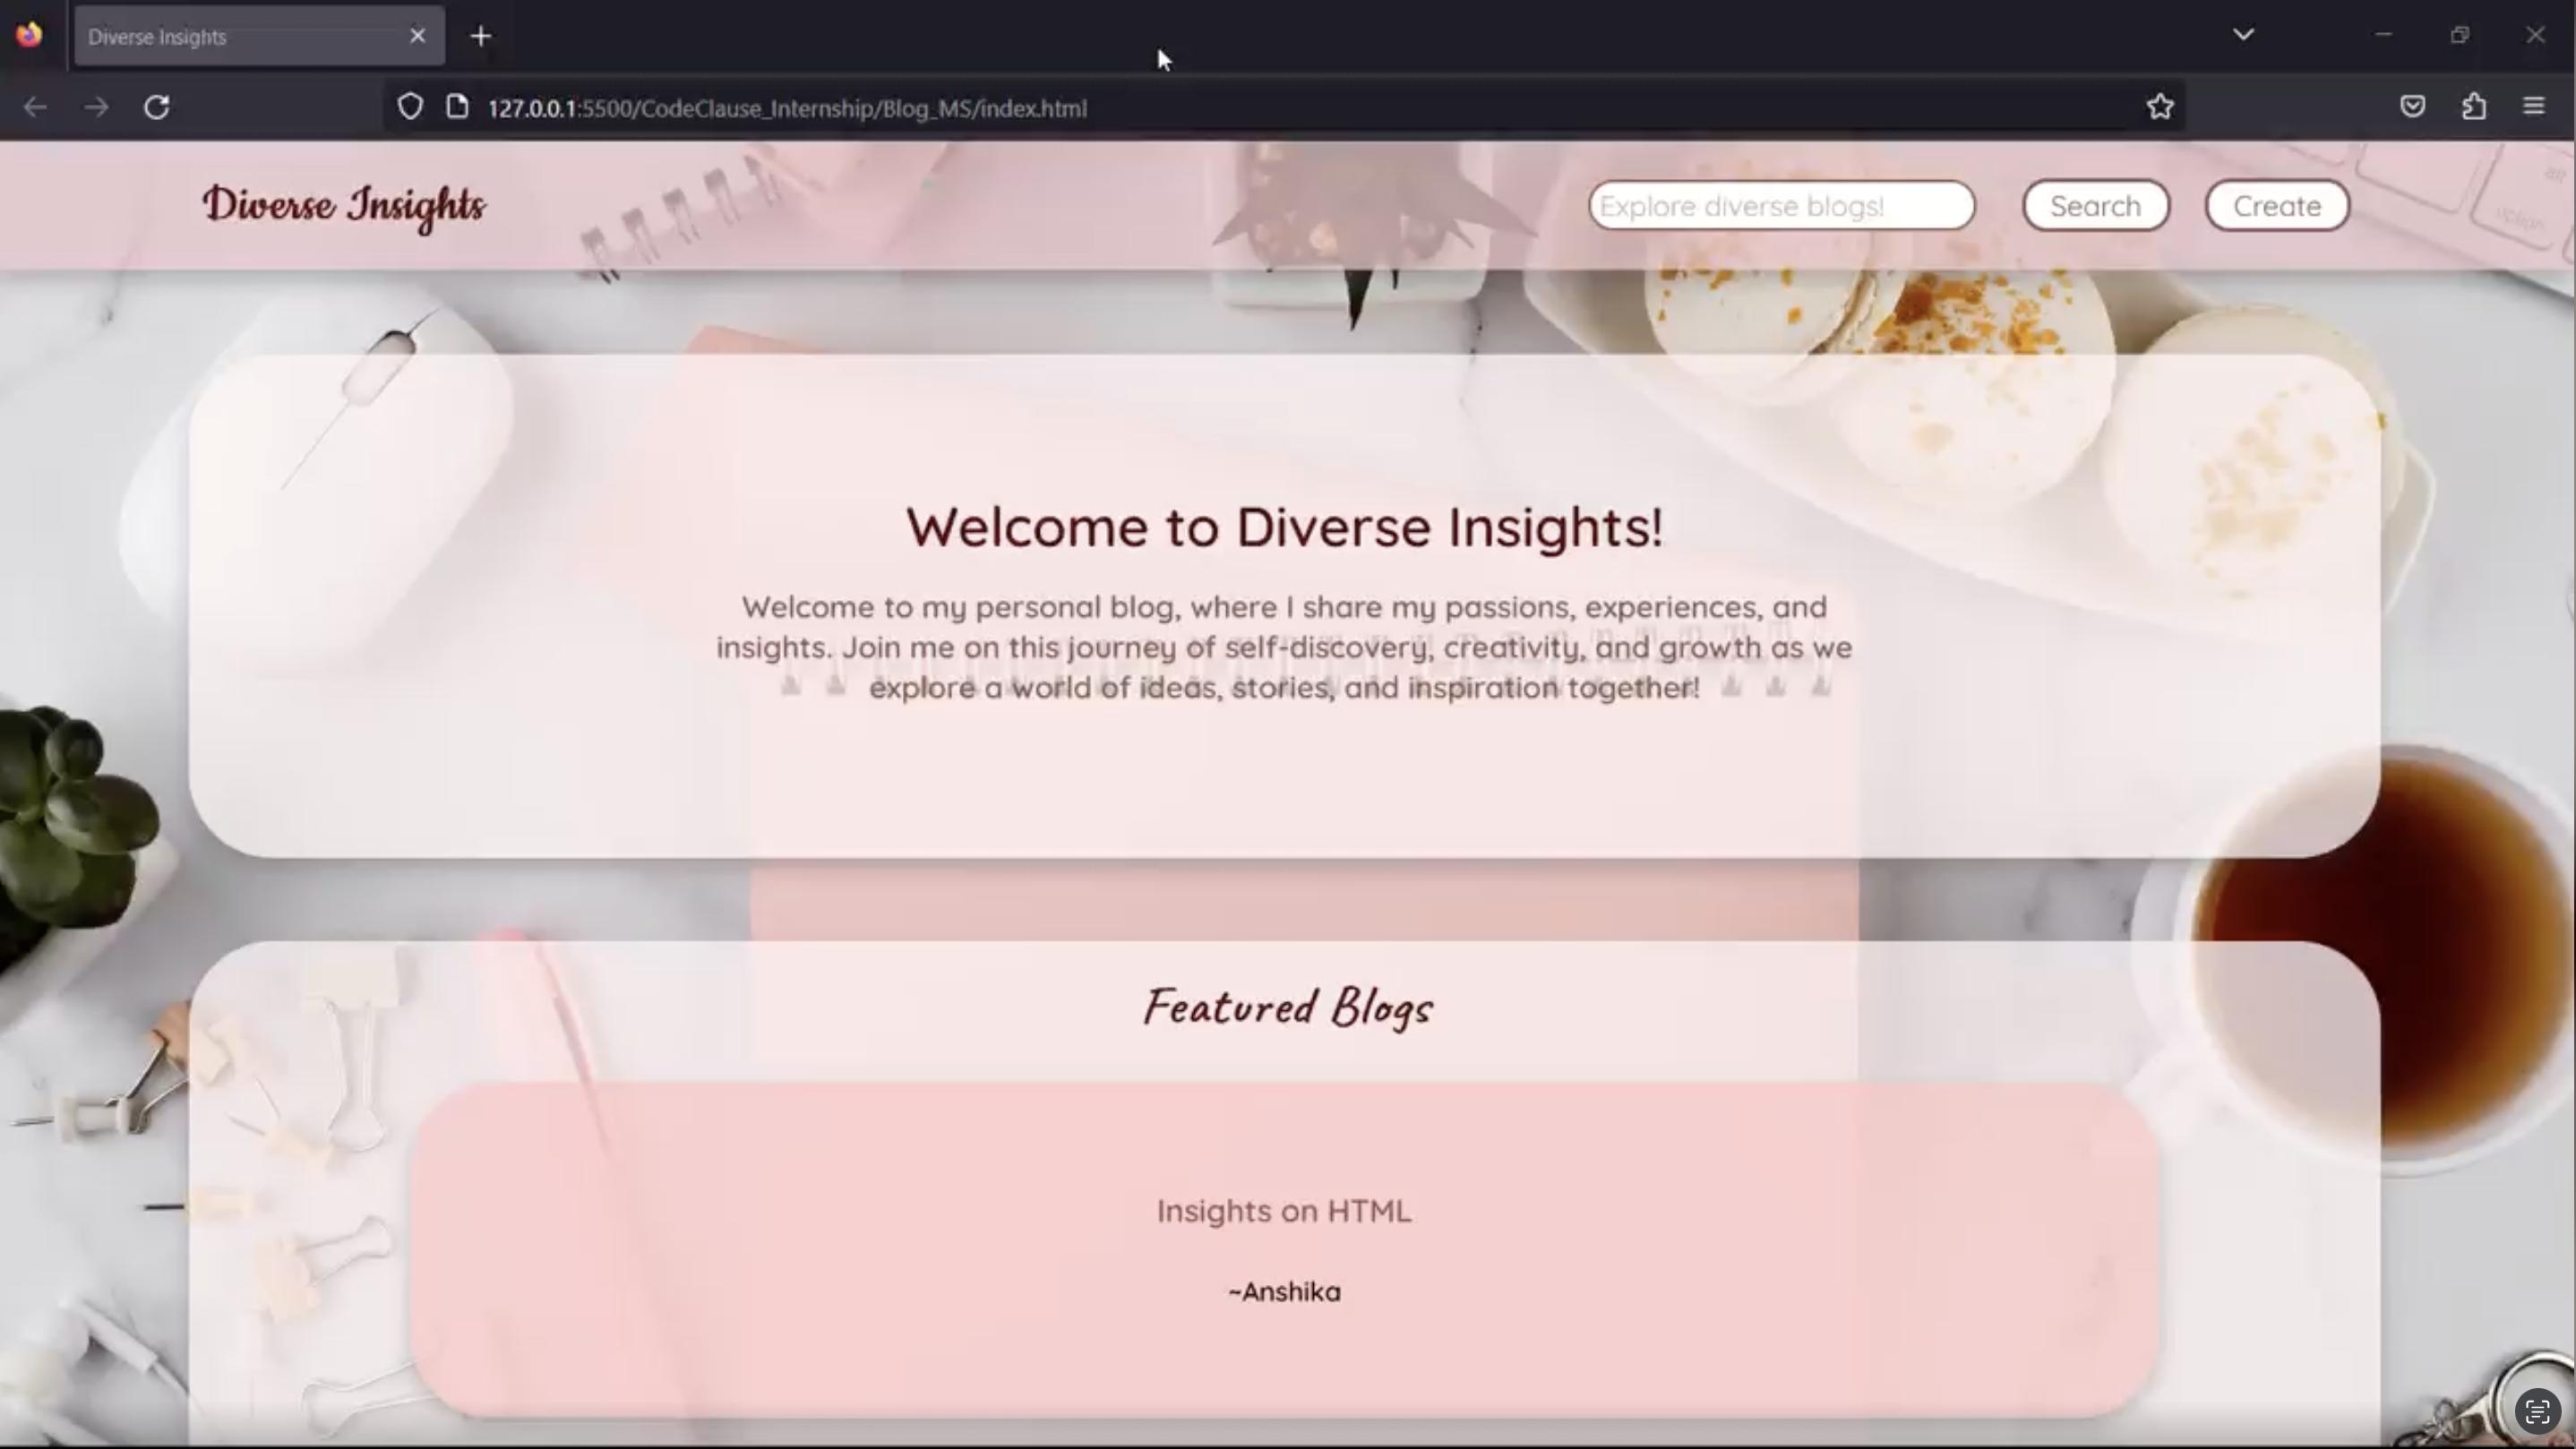 Diverse Insights
127.0.0.1:5500/CodeClause_Internship/Blog_MS/index.html
Diverse Insights
Explore diverse blogs!
Search
Create
alt
option
Welcome to Diverse Insights!
Welcome to my personal blog, where I share my passions, experiences, and
insights. Join me on this journey of self-discovery, creativity, and growth as we
explore a world of ideas, stories, and inspiration together!
Featured Blogs
Insights on HTML
~Anshika